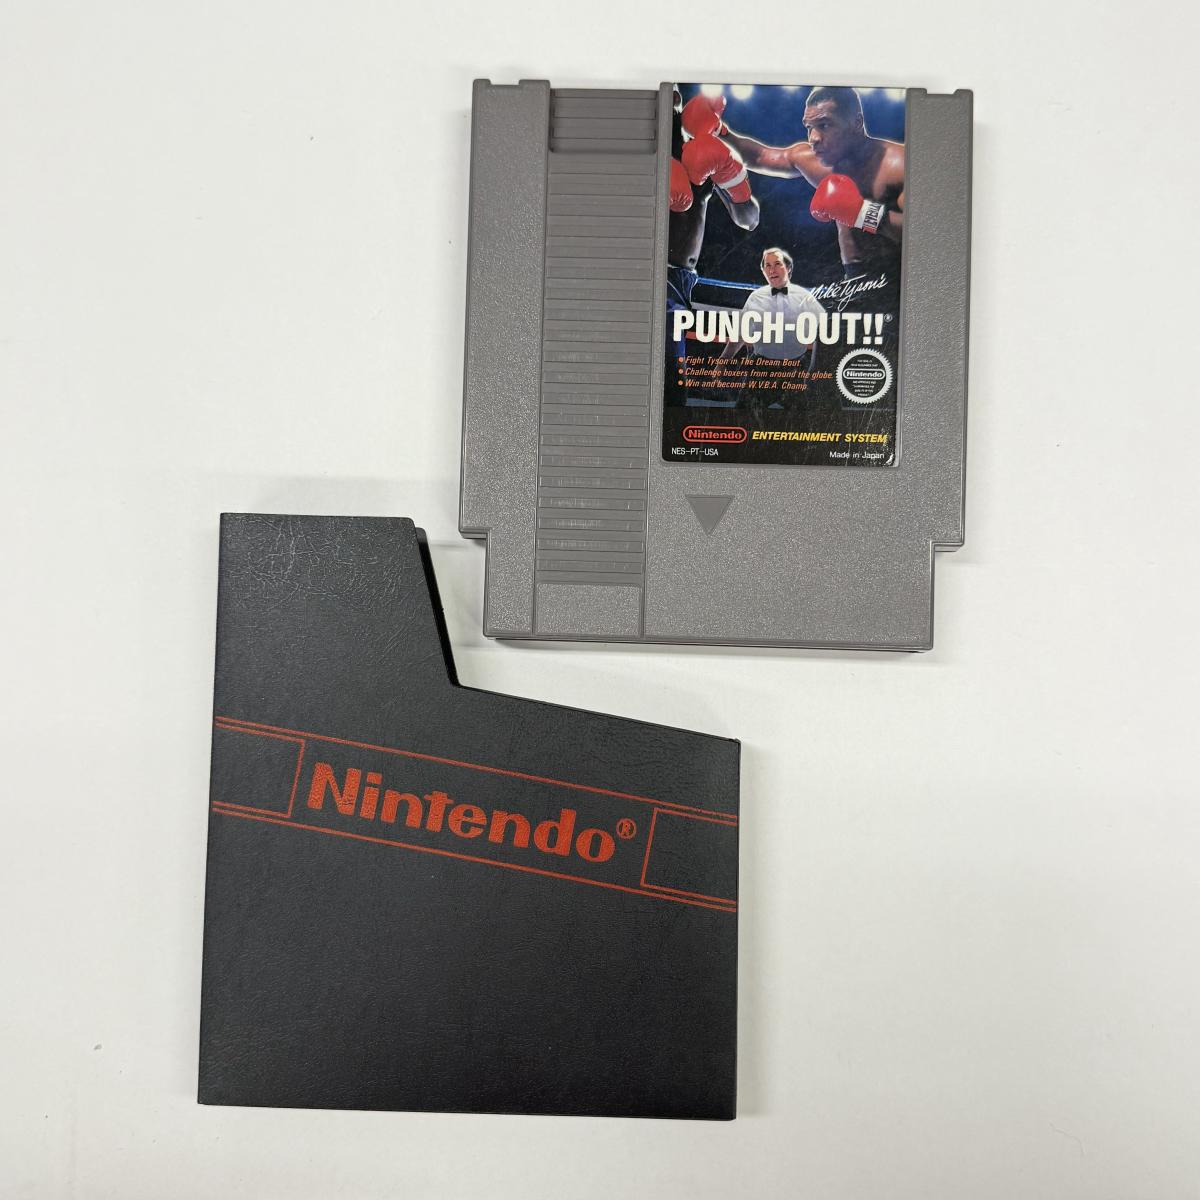 EVERLAST
Mike Tyson's
PUNCH-OUT!!®
• Fight Tyson in The Dream Bout.
• Challenge boxers from around the globe.
• Win and become W.V.B.A. Champ.
Nintendo
Nintendo ENTERTAINMENT SYSTEM
NES-PT-USA
Made in Japan
Nintendo®